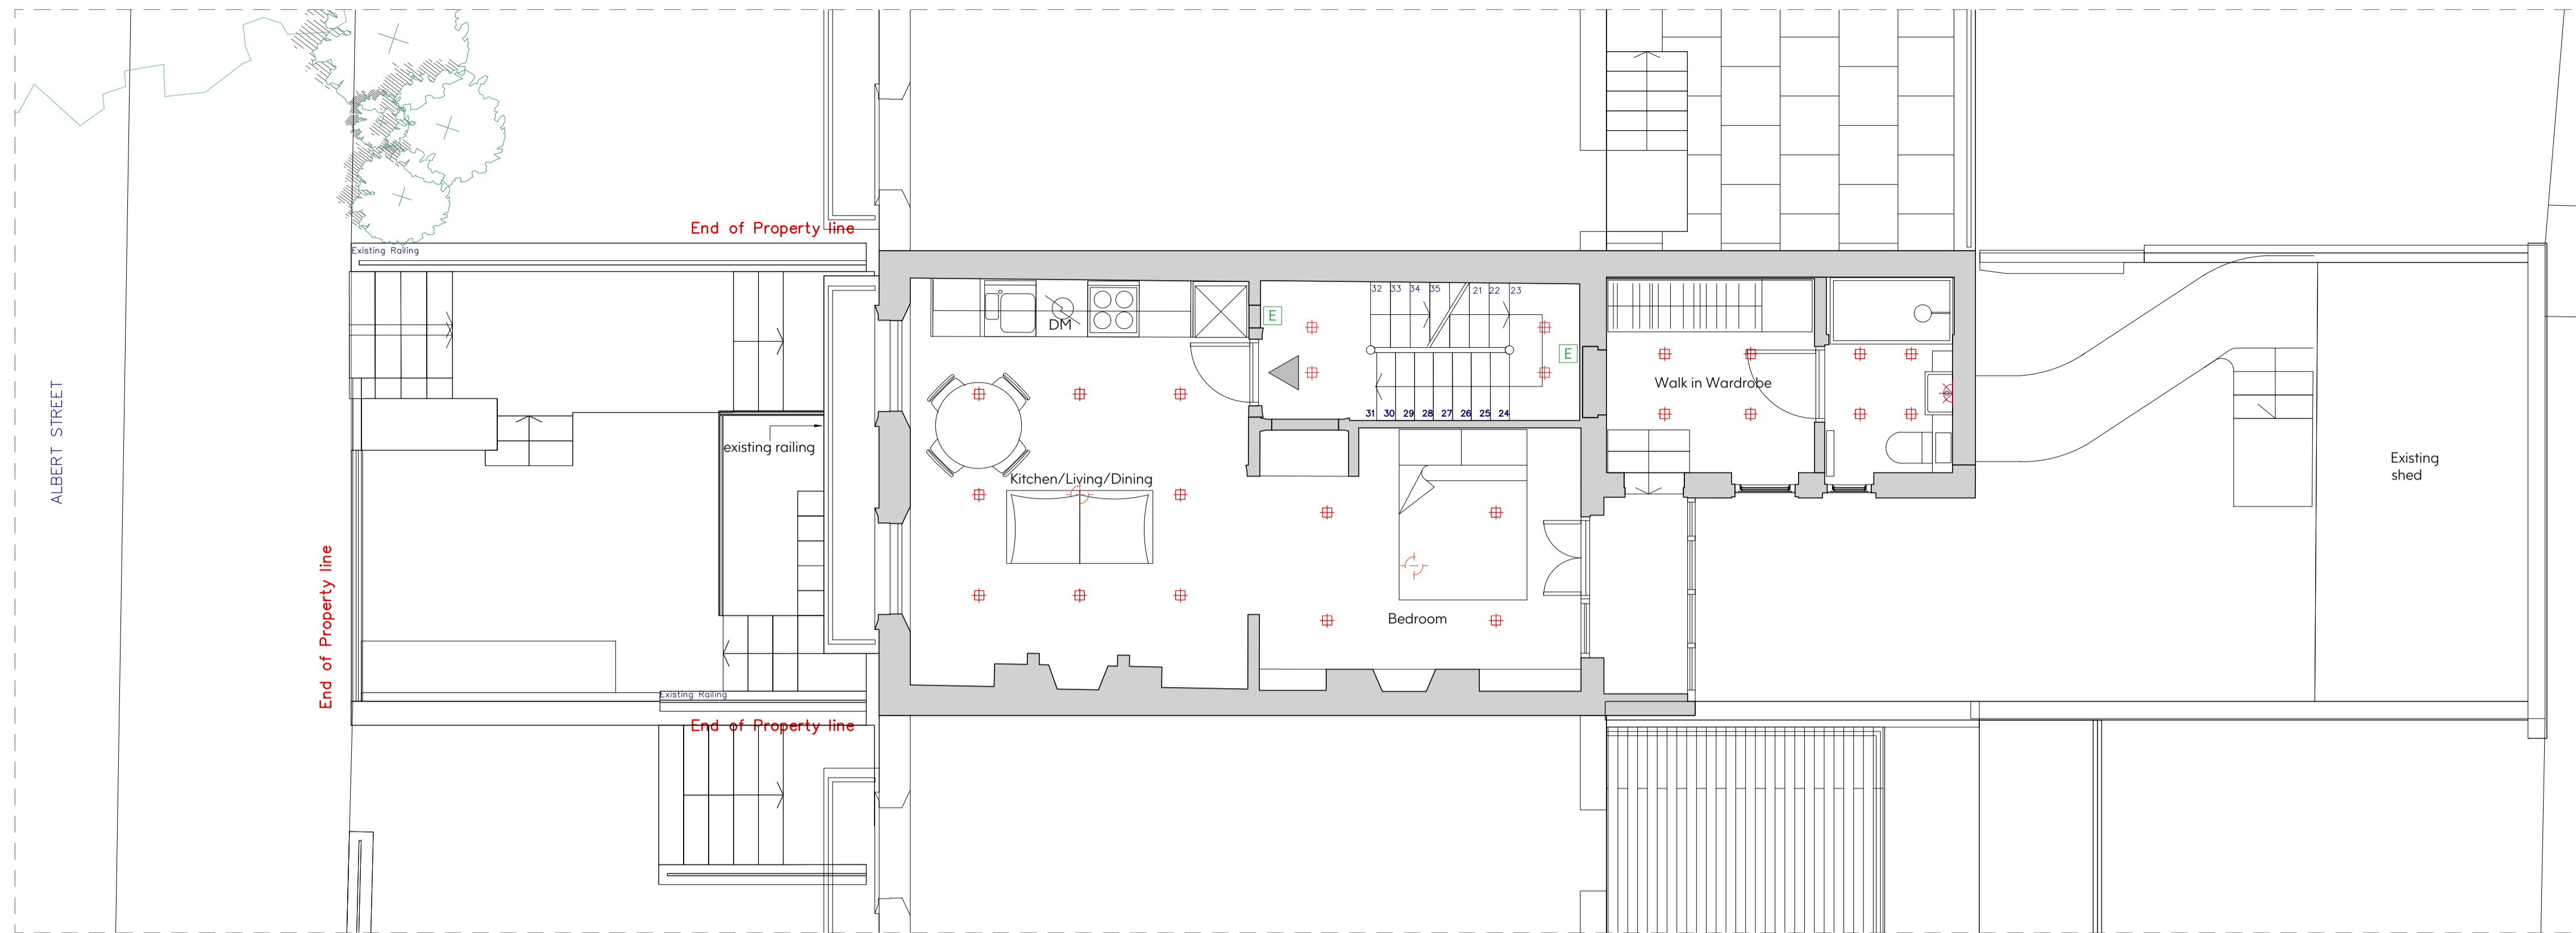 End of Property line
Existing Railing
32 33 34 35 21 22 23
E
DM
E
ALBERT STREET
Walk in Wardrobe
31 30 29 28 27 26 25 24
existing railing
Existing
shed
Kitchen/Living/Dining
End of Property line
Bedroom
Existing Railing
End of Property line